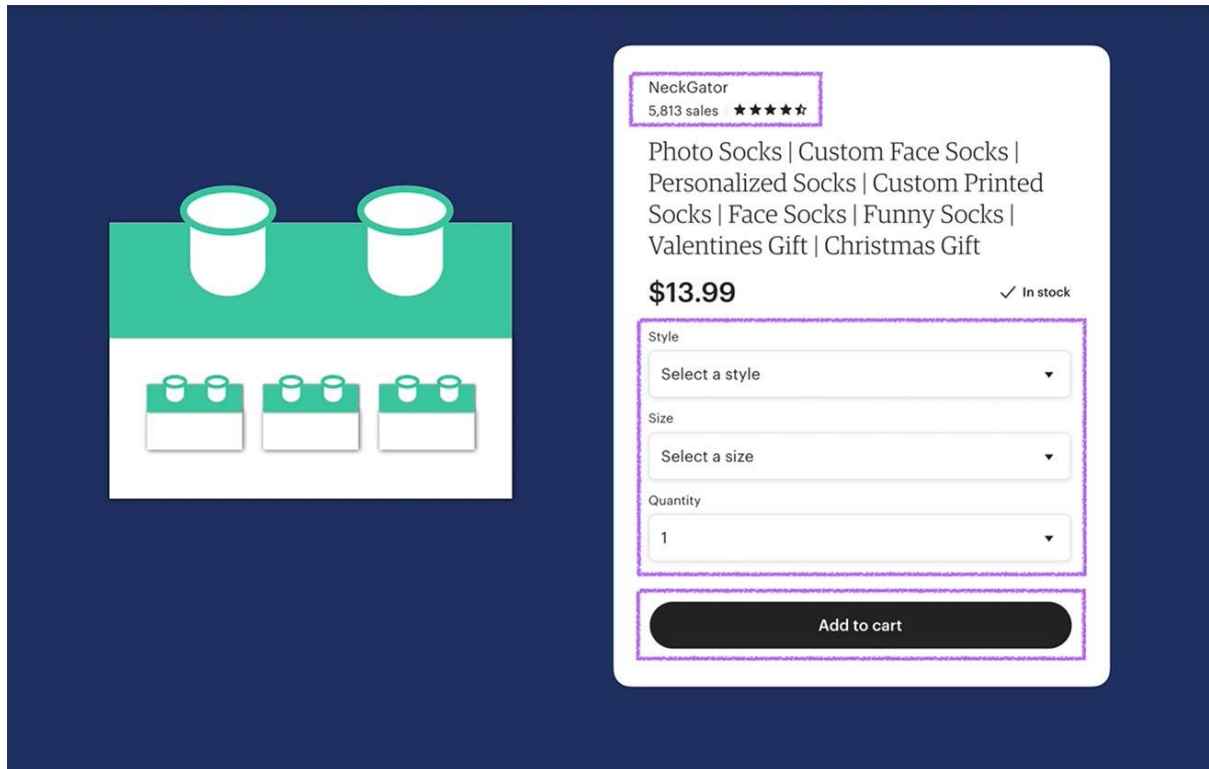 NeckGator
5,813 sales
Photo Socks | Custom Face Socks |
Personalized Socks | Custom Printed
Socks | Face Socks | Funny Socks |
Valentines Gift | Christmas Gift
$13.99
In stock
Style
Select a style
Size
Select a size
Quantity
1
Add to cart